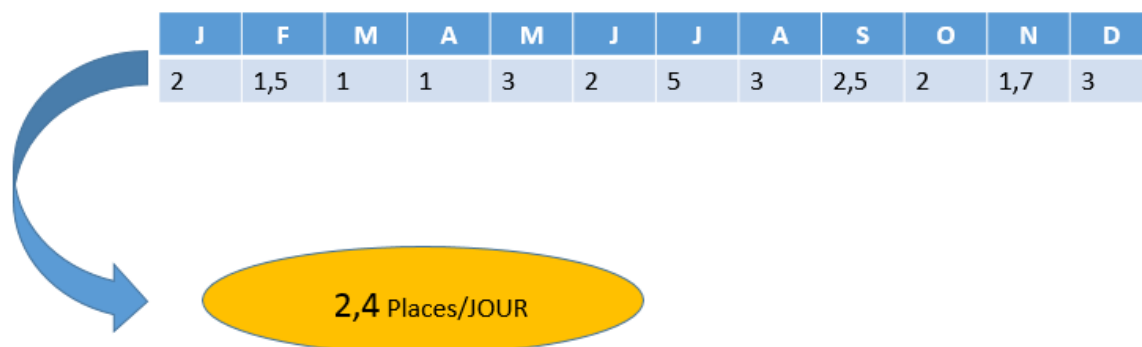 J F M A M J J A S O N D
2 1,5 1 1 3 2 5 3 2,5 2 1,7 3
2,4 Places/JOUR